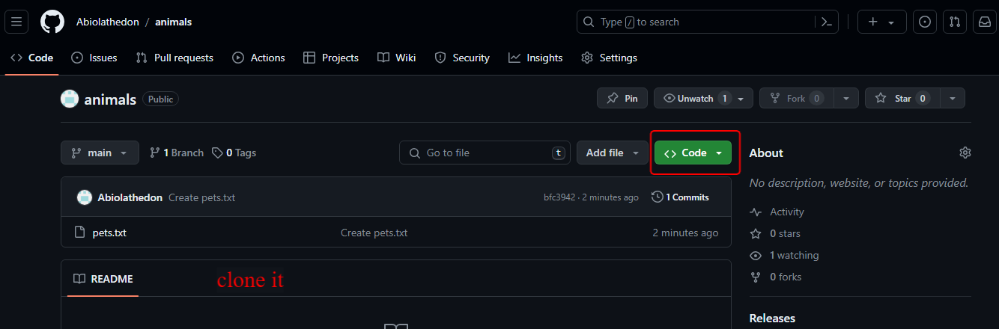 Abiolathedon / animals
Type / to search
Code Issues Pull requests Actions Projects Wiki Security Insights Settings
animals Public
Pin Unwatch 1 Fork 0 Star 0
main 1 Branch 0 Tags Go to file t Add file Code
About
No description, website, or topics provided.
Abiolathedon Create pets.txt bfc3942 · 2 minutes ago 1 Commits
Activity
pets.txt Create pets.txt 2 minutes ago
0 stars
1 watching
0 forks
README clone it
Releases